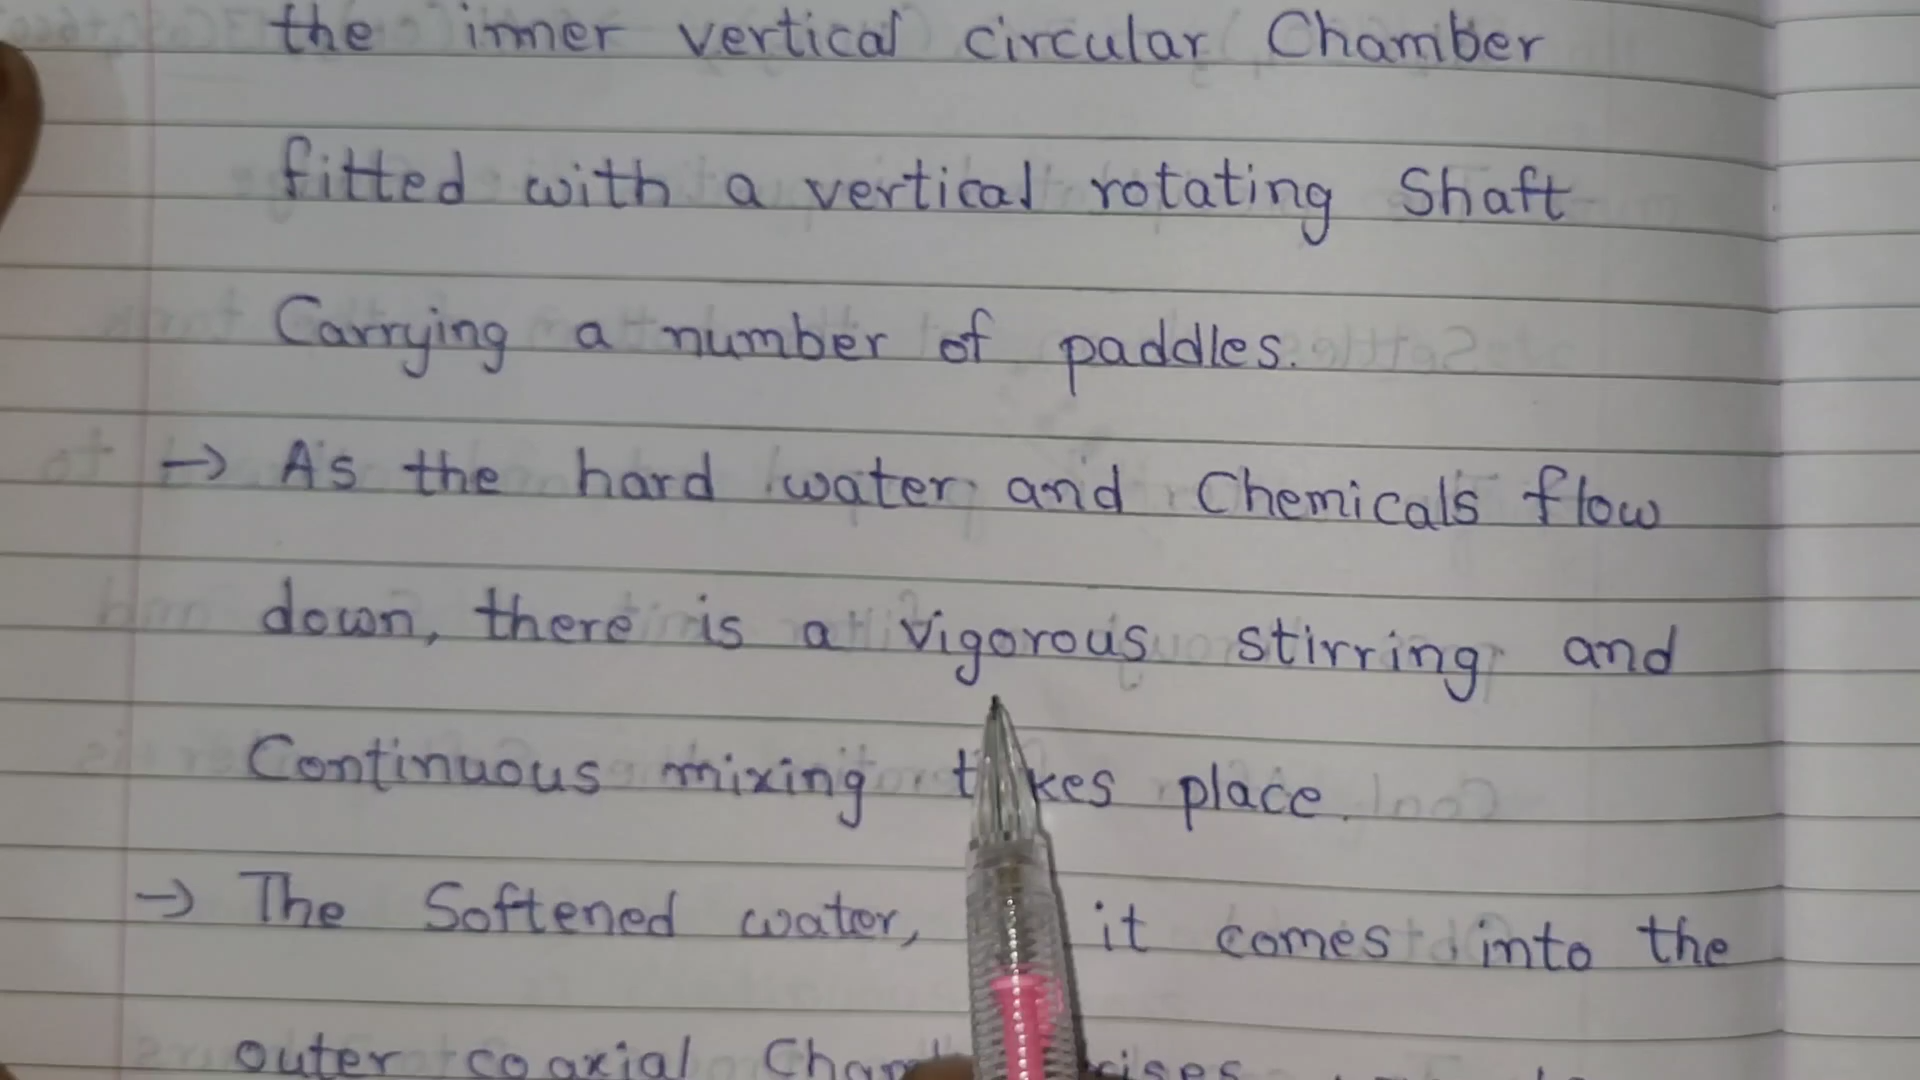 the inner vertical circular Chamber
fitted with a vertical rotating Shaft
Carrying a number of paddles.
→ As the hard water and Chemicals flow
down, there is a vigorous stirring and
Continuous mixing takes place.
→ The Softened water, it comes into the
outer coaxial